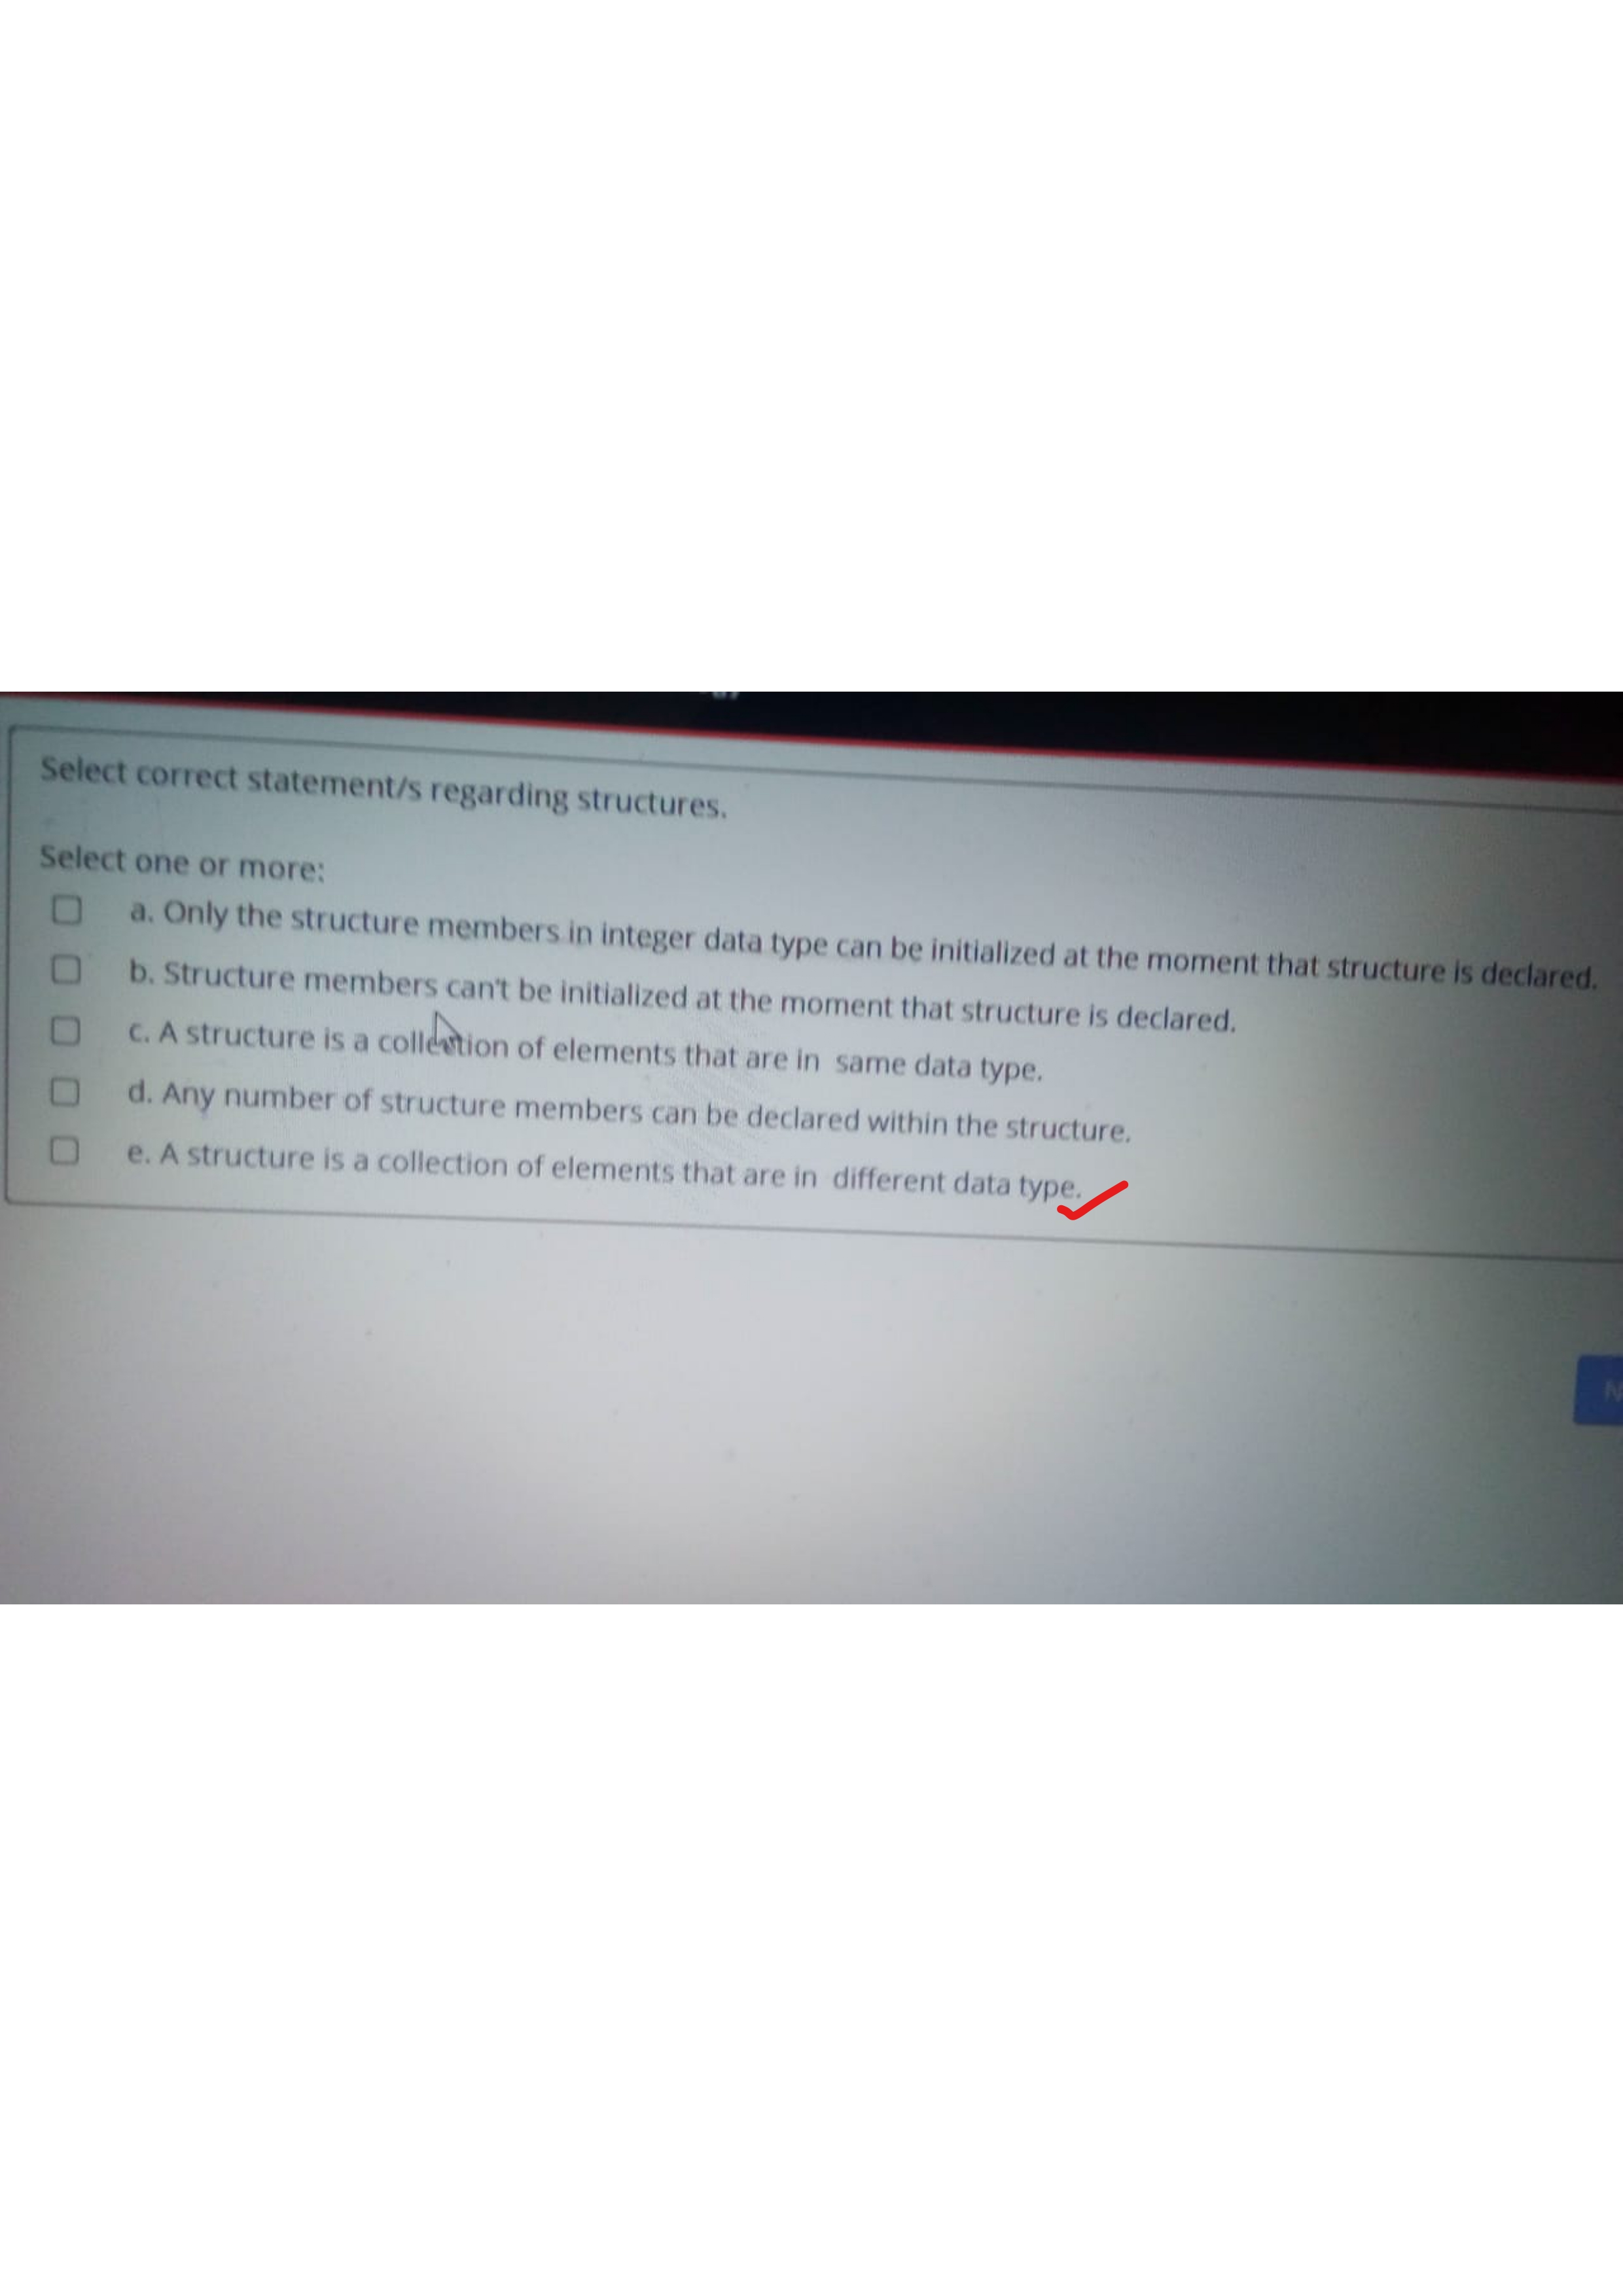 Select correct statement/s regarding structures.
Select one or more:
a. Only the structure members in integer data type can be initialized at the moment that structure is declared.
b. Structure members can't be initialized at the moment that structure is declared.
c. A structure is a collection of elements that are in same data type.
d. Any number of structure members can be declared within the structure.
e. A structure is a collection of elements that are in different data type.